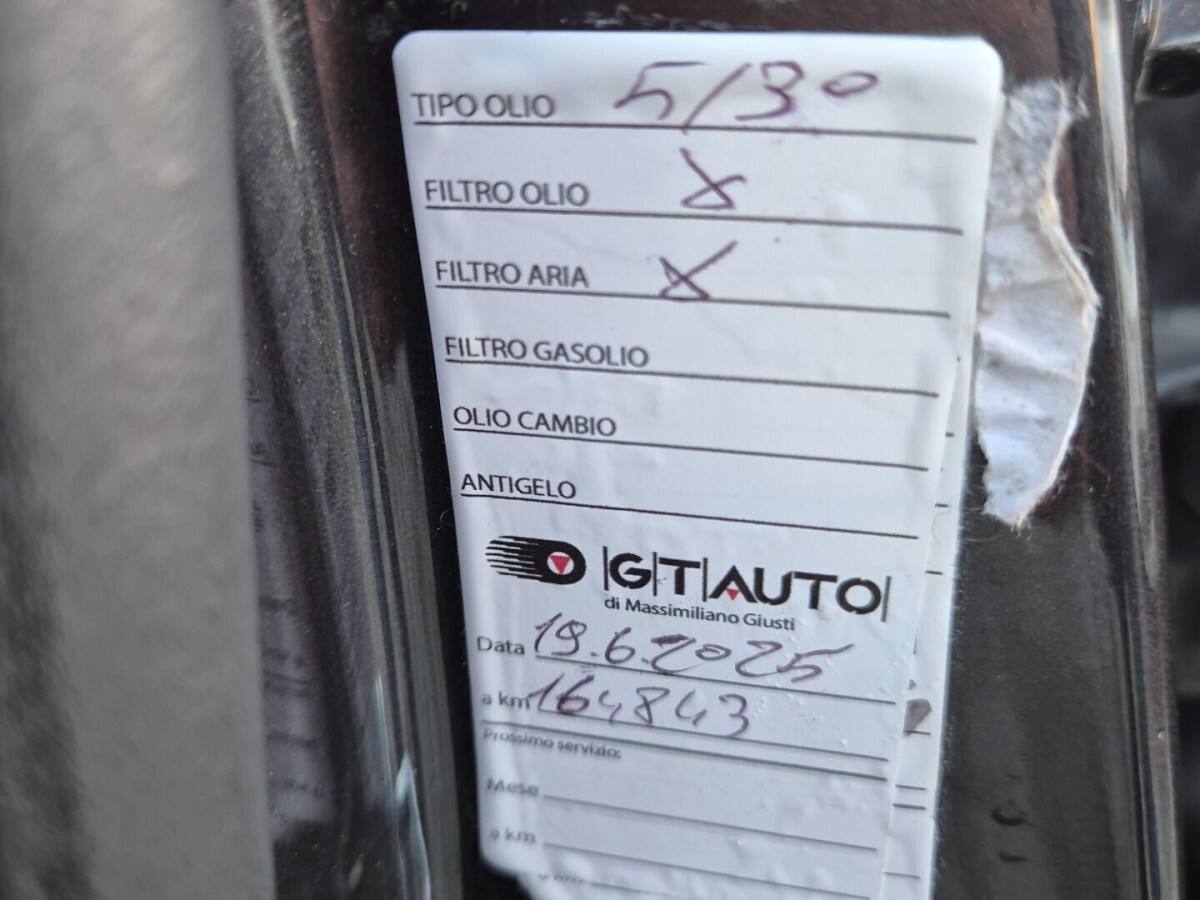 TIPO OLIO 5/30
FILTRO OLIO X
FILTRO ARIA X
FILTRO GASOLIO
OLIO CAMBIO
ANTIGELO
|G|T|AUTO|
di Massimiliano Giusti
Data 19.6.2025
a km 164843
Prossimo servizio:
Mese
a km